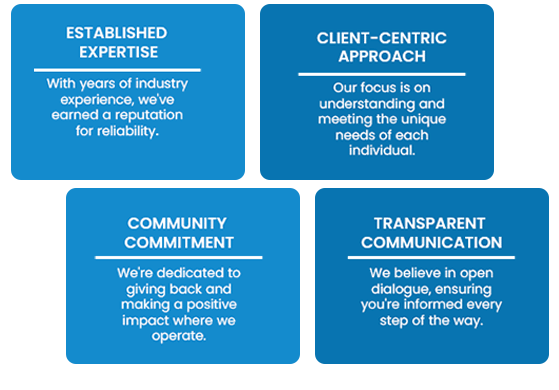 ESTABLISHED
EXPERTISE
With years of industry
experience, we've
earned a reputation
for reliability.
CLIENT-CENTRIC
APPROACH
Our focus is on
understanding and
meeting the unique
needs of each
individual.
COMMUNITY
COMMITMENT
We're dedicated to
giving back and
making a positive
impact where we
operate.
TRANSPARENT
COMMUNICATION
We believe in open
dialogue, ensuring
you're informed every
step of the way.